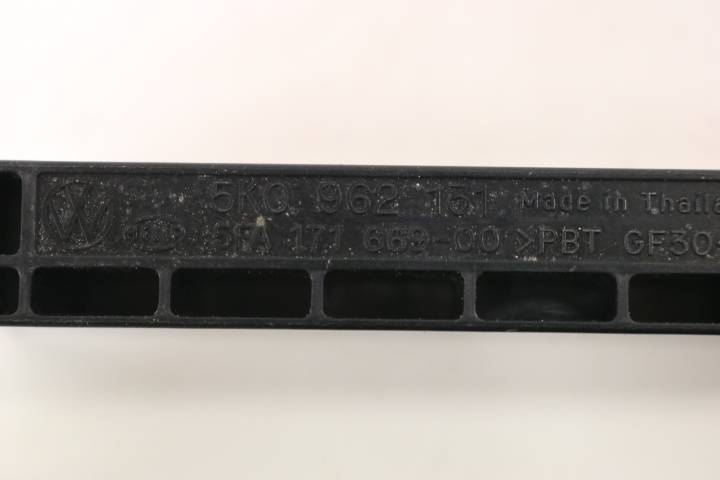 5K0 962 151 Made in Thaila
5FA 171 669-00 >PBT GF30